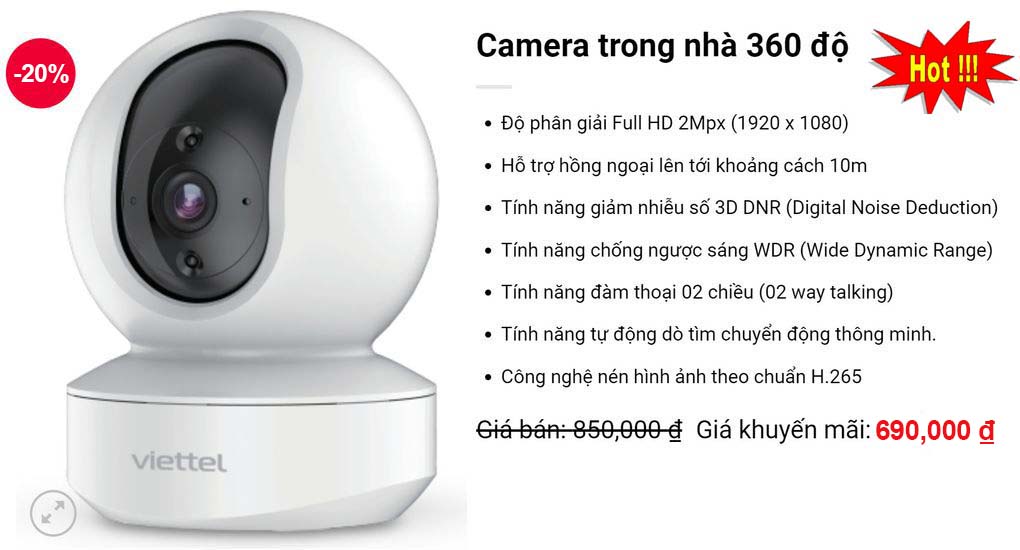 -20%
Camera trong nhà 360 độ
Hot !!!
• Độ phân giải Full HD 2Mpx (1920 x 1080)
• Hỗ trợ hồng ngoại lên tới khoảng cách 10m
• Tính năng giảm nhiễu số 3D DNR (Digital Noise Deduction)
• Tính năng chống ngược sáng WDR (Wide Dynamic Range)
• Tính năng đàm thoại 02 chiều (02 way talking)
• Tính năng tự động dò tìm chuyển động thông minh.
• Công nghệ nén hình ảnh theo chuẩn H.265
Giá bán: 850,000 ₫ Giá khuyến mãi: 690,000 ₫
viettel